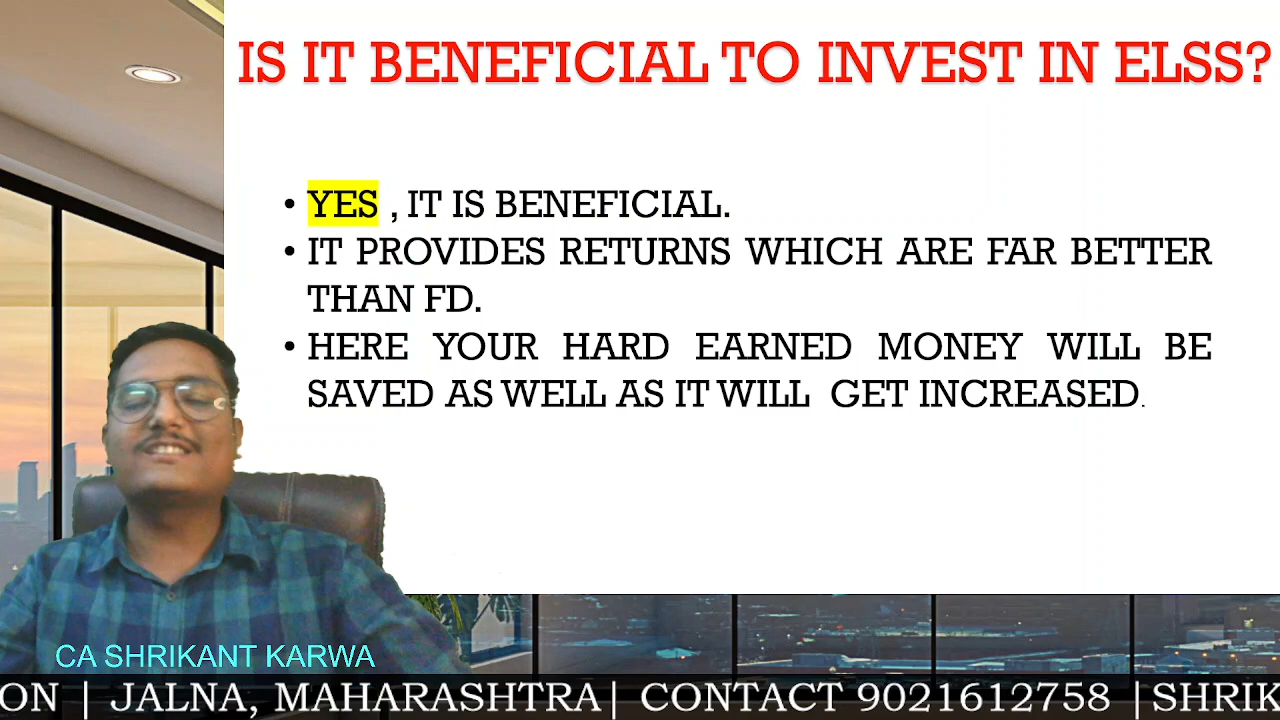 IS IT BENEFICIAL TO INVEST IN ELSS?
• YES , IT IS BENEFICIAL.
• IT PROVIDES RETURNS WHICH ARE FAR BETTER
THAN FD.
• HERE YOUR HARD EARNED MONEY WILL BE
SAVED AS WELL AS IT WILL GET INCREASED.
CA SHRIKANT KARWA
ON | JALNA, MAHARASHTRA| CONTACT 9021612758 |SHRIK